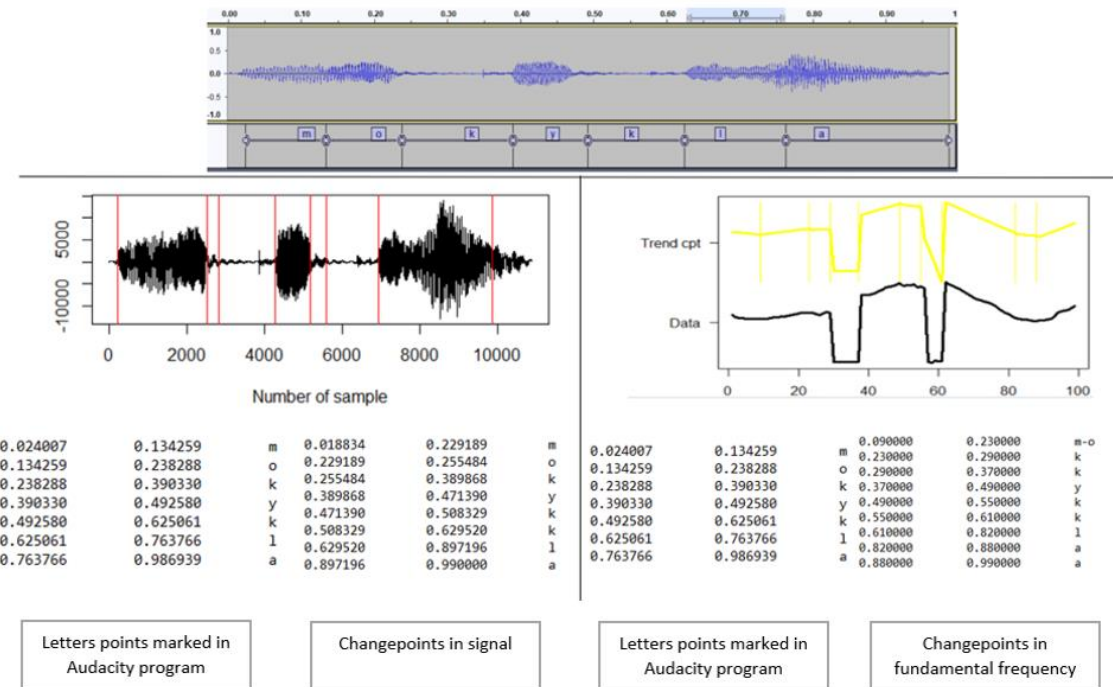 0.00 0.10 0.20 0.30 0.40 0.50 0.60 0.70 0.80 0.90 1
1.0
0.5
0.0
-0.5
-1.0
m o k y k l a
5000
-10000
0 2000 4000 6000 8000 10000
Number of sample
Trend cpt
Data
0 20 40 60 80 100
0.024007 0.134259 m
0.134259 0.238288 o
0.238288 0.390330 k
0.390330 0.492580 y
0.492580 0.625061 k
0.625061 0.763766 l
0.763766 0.986939 a
0.018834 0.229189 m
0.229189 0.255484 o
0.255484 0.389868 k
0.389868 0.471390 y
0.471390 0.508329 k
0.508329 0.629520 k
0.629520 0.897196 l
0.897196 0.990000 a
0.024007 0.134259 m
0.134259 0.238288 o
0.238288 0.390330 k
0.390330 0.492580 y
0.492580 0.625061 k
0.625061 0.763766 l
0.763766 0.986939 a
0.090000 0.230000 m-o
0.230000 0.290000 k
0.290000 0.370000 k
0.370000 0.490000 y
0.490000 0.550000 k
0.550000 0.610000 k
0.610000 0.820000 l
0.820000 0.880000 a
0.880000 0.990000 a
Letters points marked in
Audacity program
Changepoints in signal
Letters points marked in
Audacity program
Changepoints in
fundamental frequency